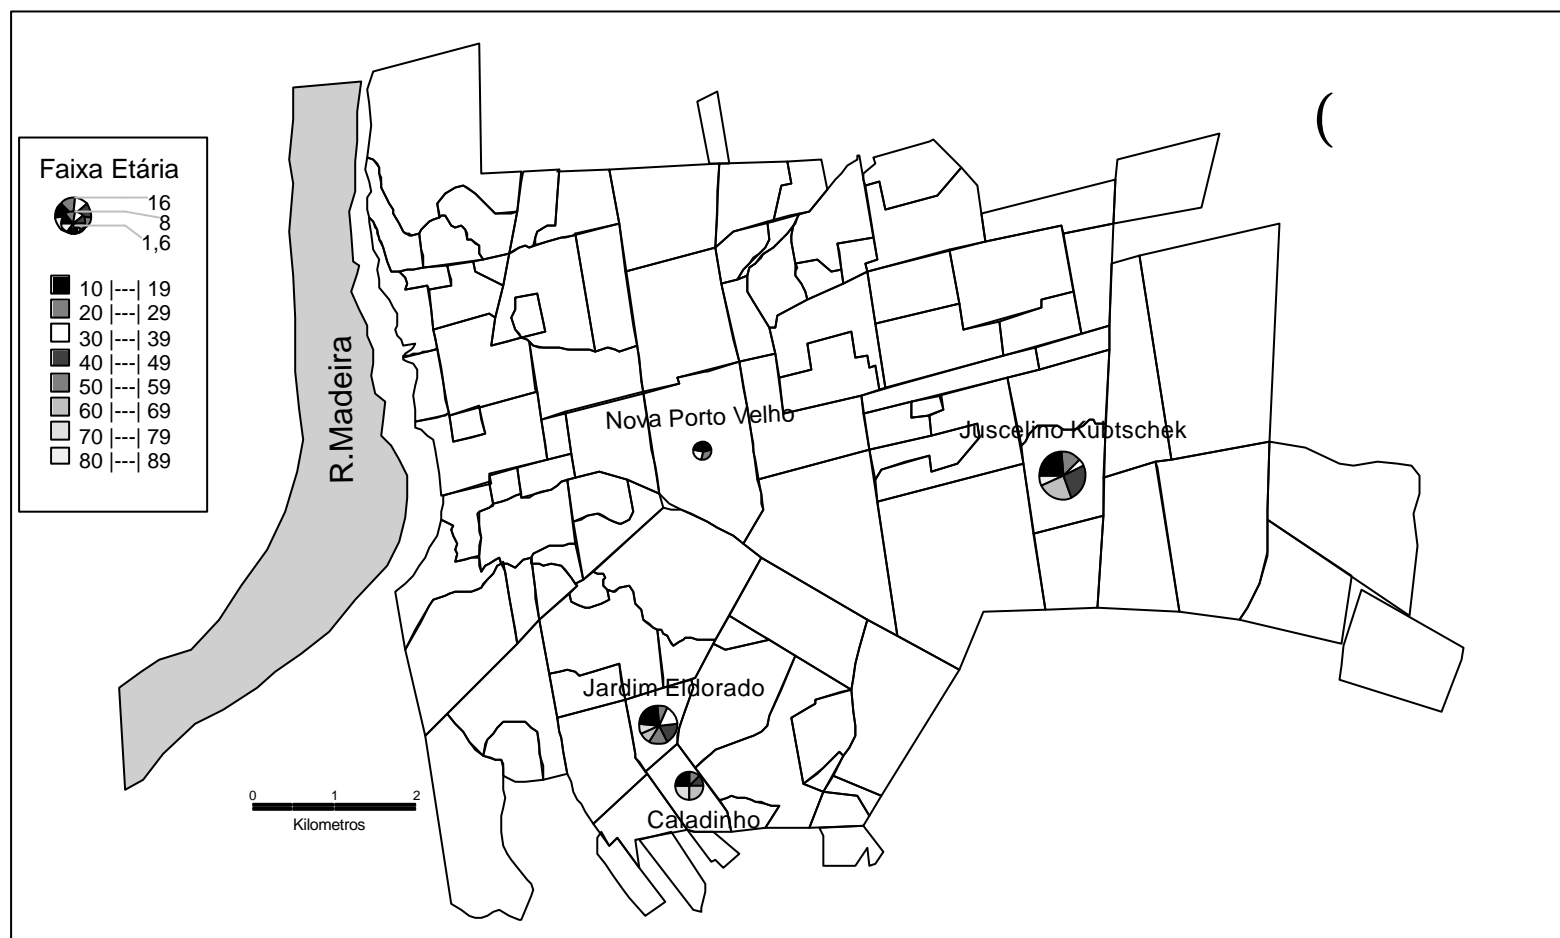 (
Faixa Etária
16
8
1,6
10 |---| 19
20 |---| 29
30 |---| 39
40 |---| 49
50 |---| 59
60 |---| 69
70 |---| 79
80 |---| 89
R.Madeira
Nova Porto Velho
Juscelino Kubtschek
Jardim Eldorado
Caladinho
0 1 2
Kilometros